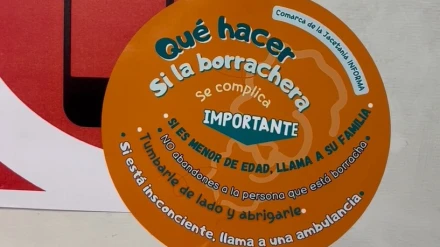 Comarca de la Jacetania INFORMA
Qué hacer
Si la borrachera
Se complica
IMPORTANTE
• SI ES MENOR DE EDAD, LLAMA A SU FAMILIA •
• NO ABANDONES A LA PERSONA QUE ESTÁ BORRACHA •
• Tumbarle de lado y abrigarle •
• Si está insconciente, llama a una ambulancia •